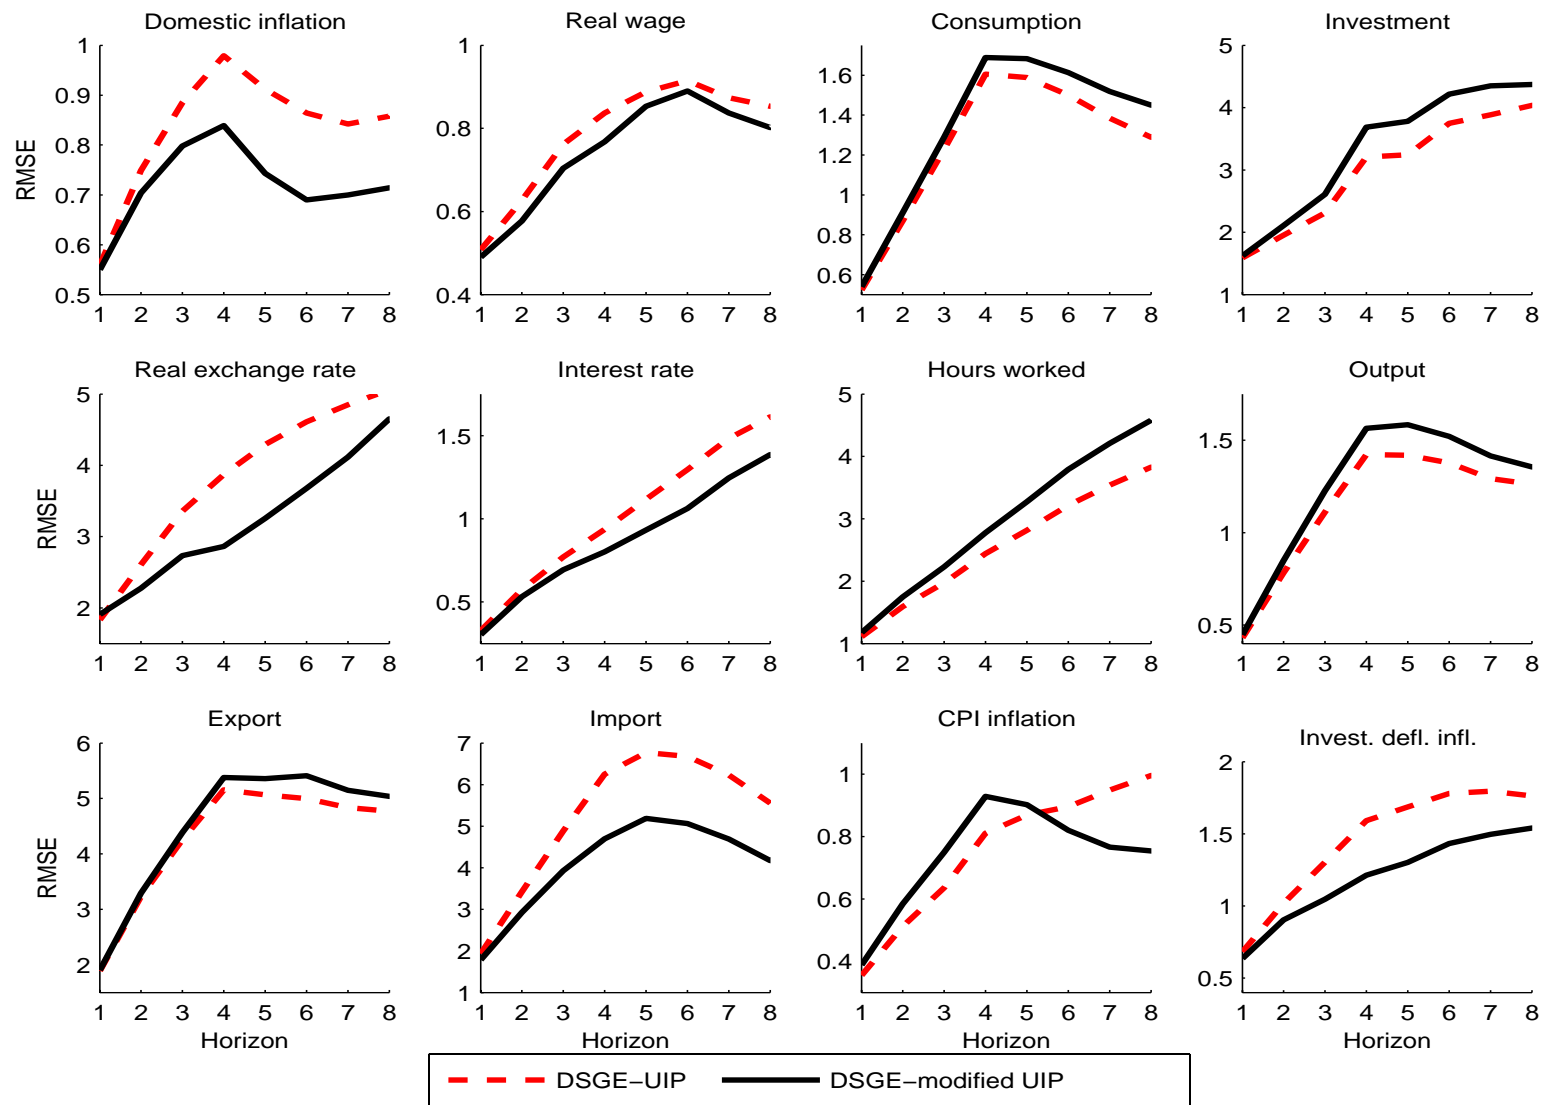 Domestic inflation
Real wage
Consumption
Investment
RMSE
1
0.9
0.8
0.7
0.6
0.5
1 2 3 4 5 6 7 8
1
0.8
0.6
0.4
1 2 3 4 5 6 7 8
1.6
1.4
1.2
1
0.8
0.6
1 2 3 4 5 6 7 8
5
4
3
2
1
1 2 3 4 5 6 7 8
Real exchange rate
Interest rate
Hours worked
Output
RMSE
5
4
3
2
1 2 3 4 5 6 7 8
1.5
1
0.5
1 2 3 4 5 6 7 8
5
4
3
2
1
1 2 3 4 5 6 7 8
1.5
1
0.5
1 2 3 4 5 6 7 8
Export
Import
CPI inflation
Invest. defl. infl.
RMSE
6
5
4
3
2
1 2 3 4 5 6 7 8
Horizon
7
6
5
4
3
2
1
1 2 3 4 5 6 7 8
Horizon
1
0.8
0.6
0.4
1 2 3 4 5 6 7 8
Horizon
2
1.5
1
0.5
1 2 3 4 5 6 7 8
Horizon
DSGE−UIP
DSGE−modified UIP